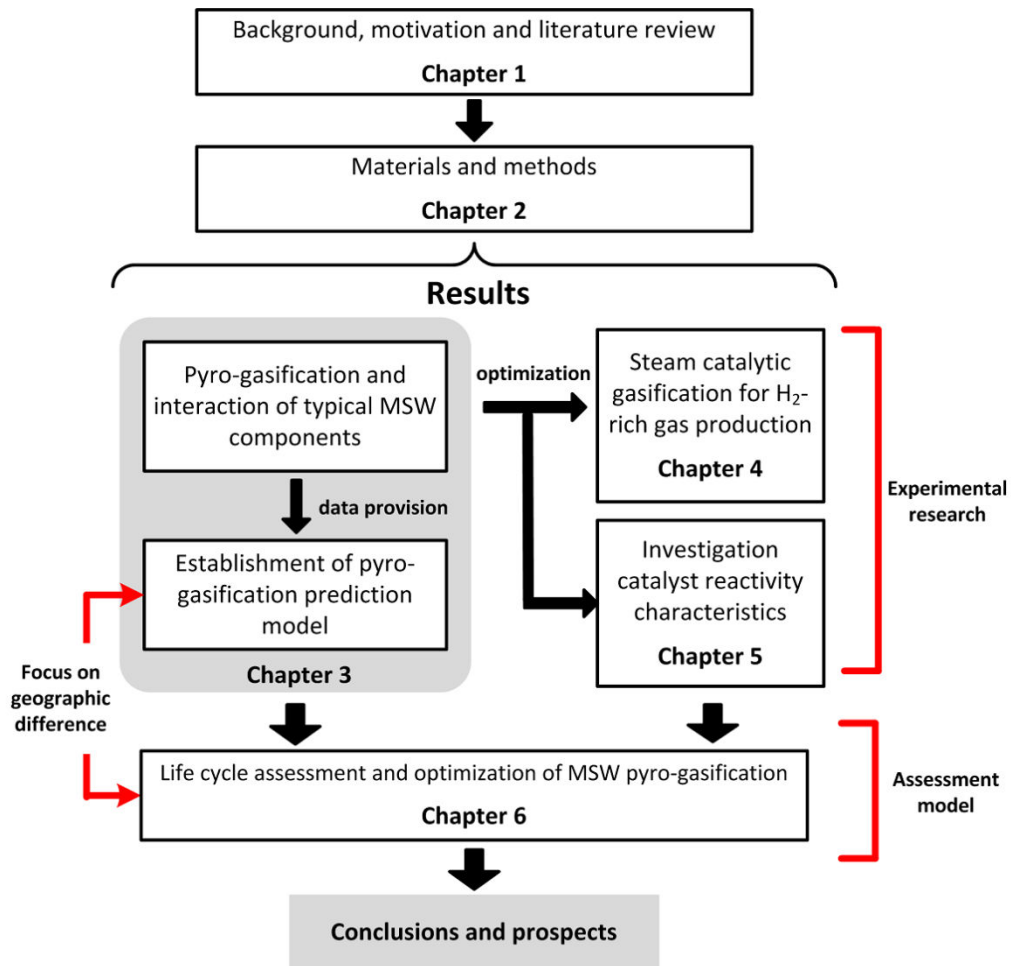 Background, motivation and literature review
Chapter 1
Materials and methods
Chapter 2
Results
Pyro-gasification and
interaction of typical MSW
components
data provision
Establishment of pyro-
gasification prediction
model
Chapter 3
optimization
Steam catalytic
gasification for H₂-
rich gas production
Chapter 4
Investigation
catalyst reactivity
characteristics
Chapter 5
Experimental
research
Focus on
geographic
difference
Life cycle assessment and optimization of MSW pyro-gasification
Chapter 6
Assessment
model
Conclusions and prospects